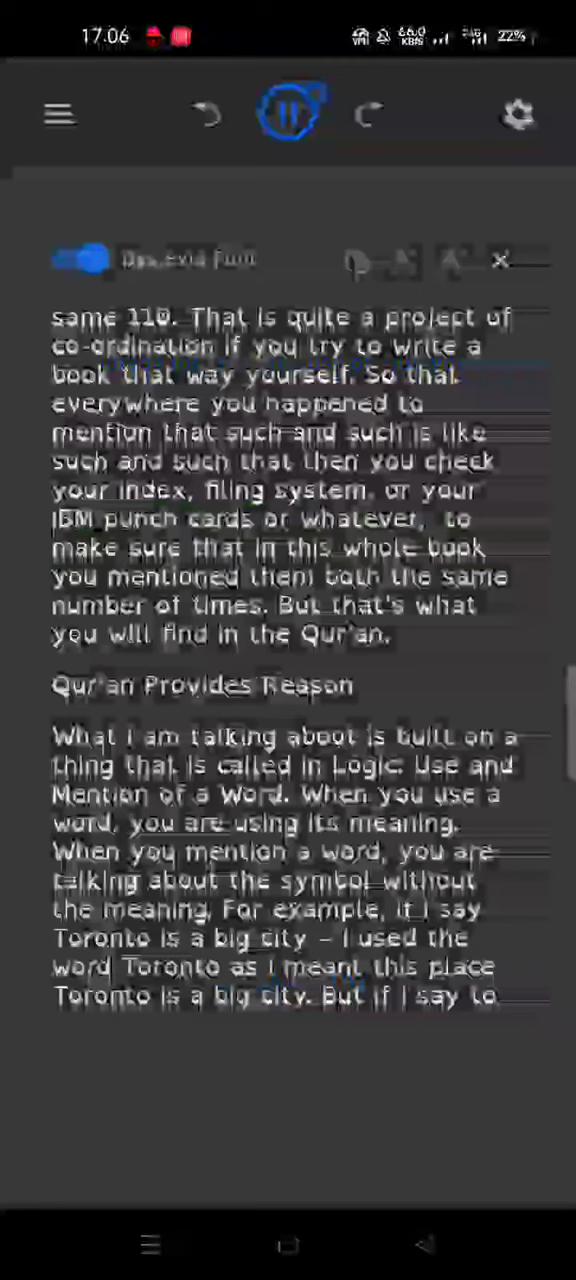 17.06
66.0 KB/S
22%
Dyslexia Font
same 110. That is quite a project of
co-ordination if you try to write a
book that way yourself. So that
everywhere you happened to
mention that such and such is like
such and such that then you check
your index, filing system, or your
IBM punch cards or whatever, to
make sure that in this whole book
you mentioned them both the same
number of times. But that's what
you will find in the Qur'an.
Qur'an Provides Reason
What I am talking about is built on a
thing that is called in Logic: Use and
Mention of a Word. When you use a
word, you are using its meaning.
When you mention a word, you are
talking about the symbol without
the meaning. For example, if I say
Toronto is a big city – I used the
word Toronto as I meant this place
Toronto is a big city. But if I say to